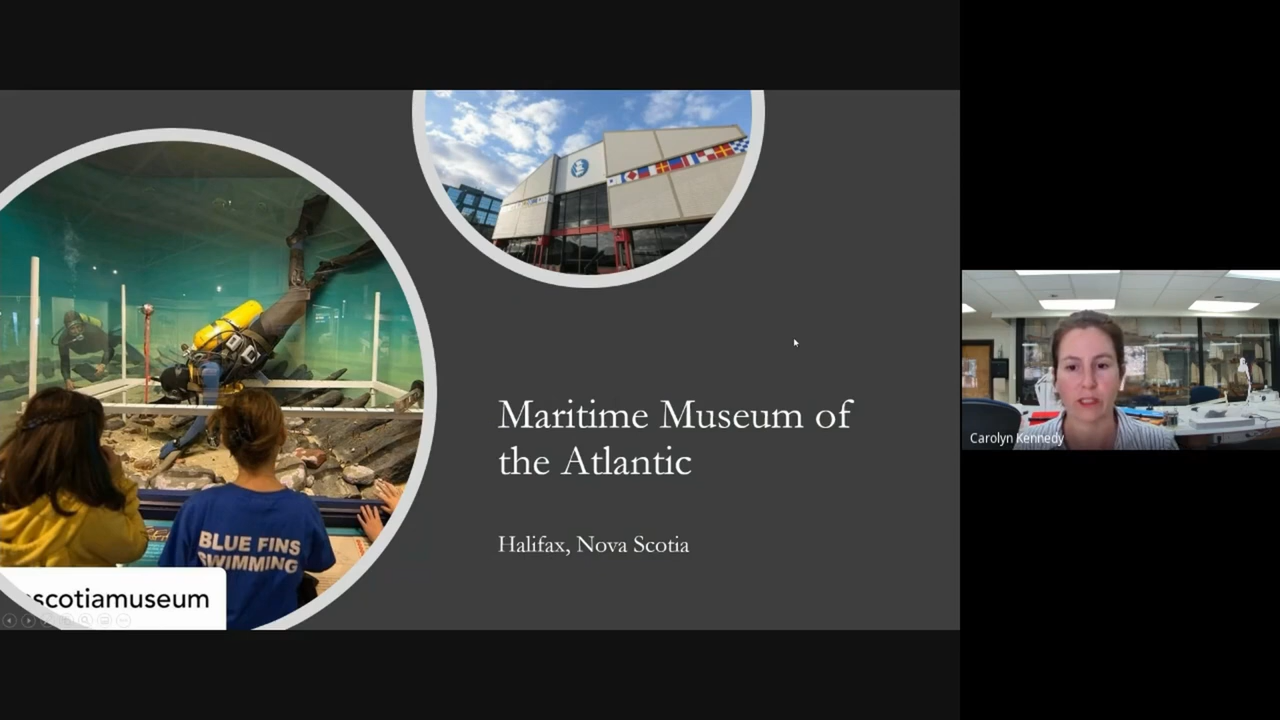 Maritime Museum of
the Atlantic
Halifax, Nova Scotia
BLUE FINS
SWIMMING
scotiamuseum
Carolyn Kennedy